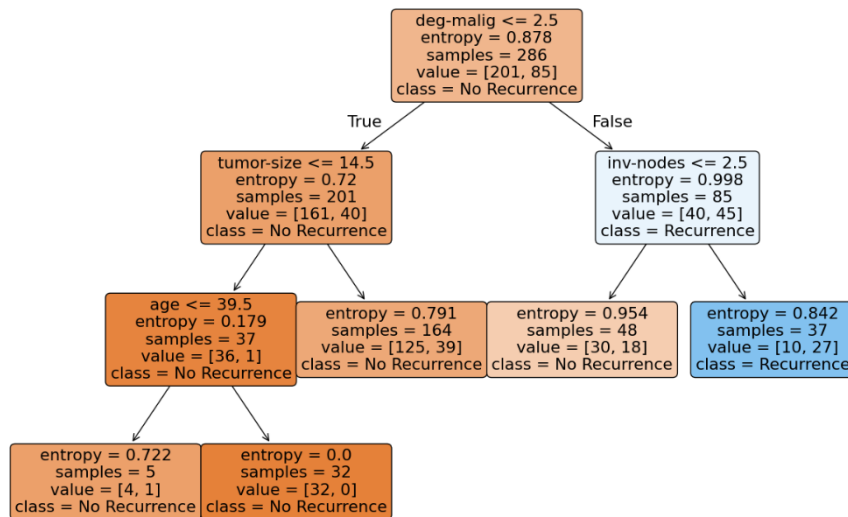 deg-malig <= 2.5
entropy = 0.878
samples = 286
value = [201, 85]
class = No Recurrence
True
False
tumor-size <= 14.5
entropy = 0.72
samples = 201
value = [161, 40]
class = No Recurrence
inv-nodes <= 2.5
entropy = 0.998
samples = 85
value = [40, 45]
class = Recurrence
age <= 39.5
entropy = 0.179
samples = 37
value = [36, 1]
class = No Recurrence
entropy = 0.791
samples = 164
value = [125, 39]
class = No Recurrence
entropy = 0.954
samples = 48
value = [30, 18]
class = No Recurrence
entropy = 0.842
samples = 37
value = [10, 27]
class = Recurrence
entropy = 0.722
samples = 5
value = [4, 1]
class = No Recurrence
entropy = 0.0
samples = 32
value = [32, 0]
class = No Recurrence